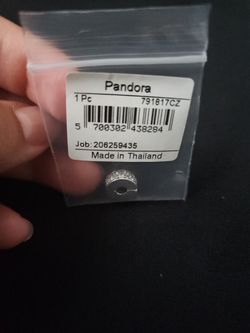 Pandora
1 Pc 791817CZ
5 700302 438284
Job: 206259435
Made in Thailand